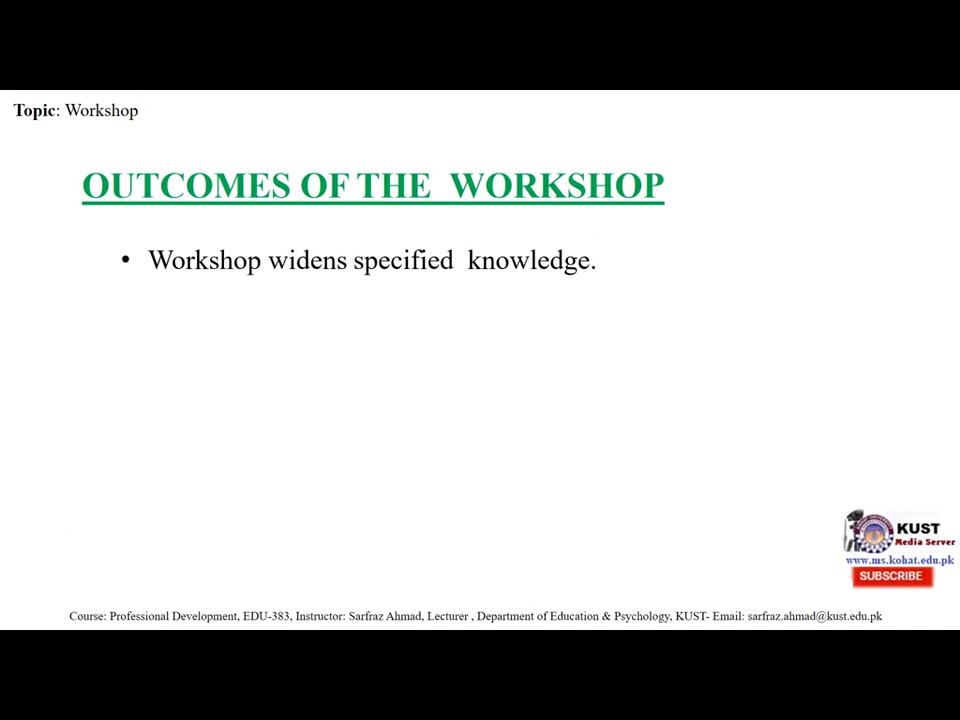 Topic: Workshop
OUTCOMES OF THE WORKSHOP
• Workshop widens specified knowledge.
KUST
Media Server
www.ms.kohat.edu.pk
SUBSCRIBE
Course: Professional Development, EDU-383, Instructor: Sarfraz Ahmad, Lecturer , Department of Education & Psychology, KUST- Email: sarfraz.ahmad@kust.edu.pk